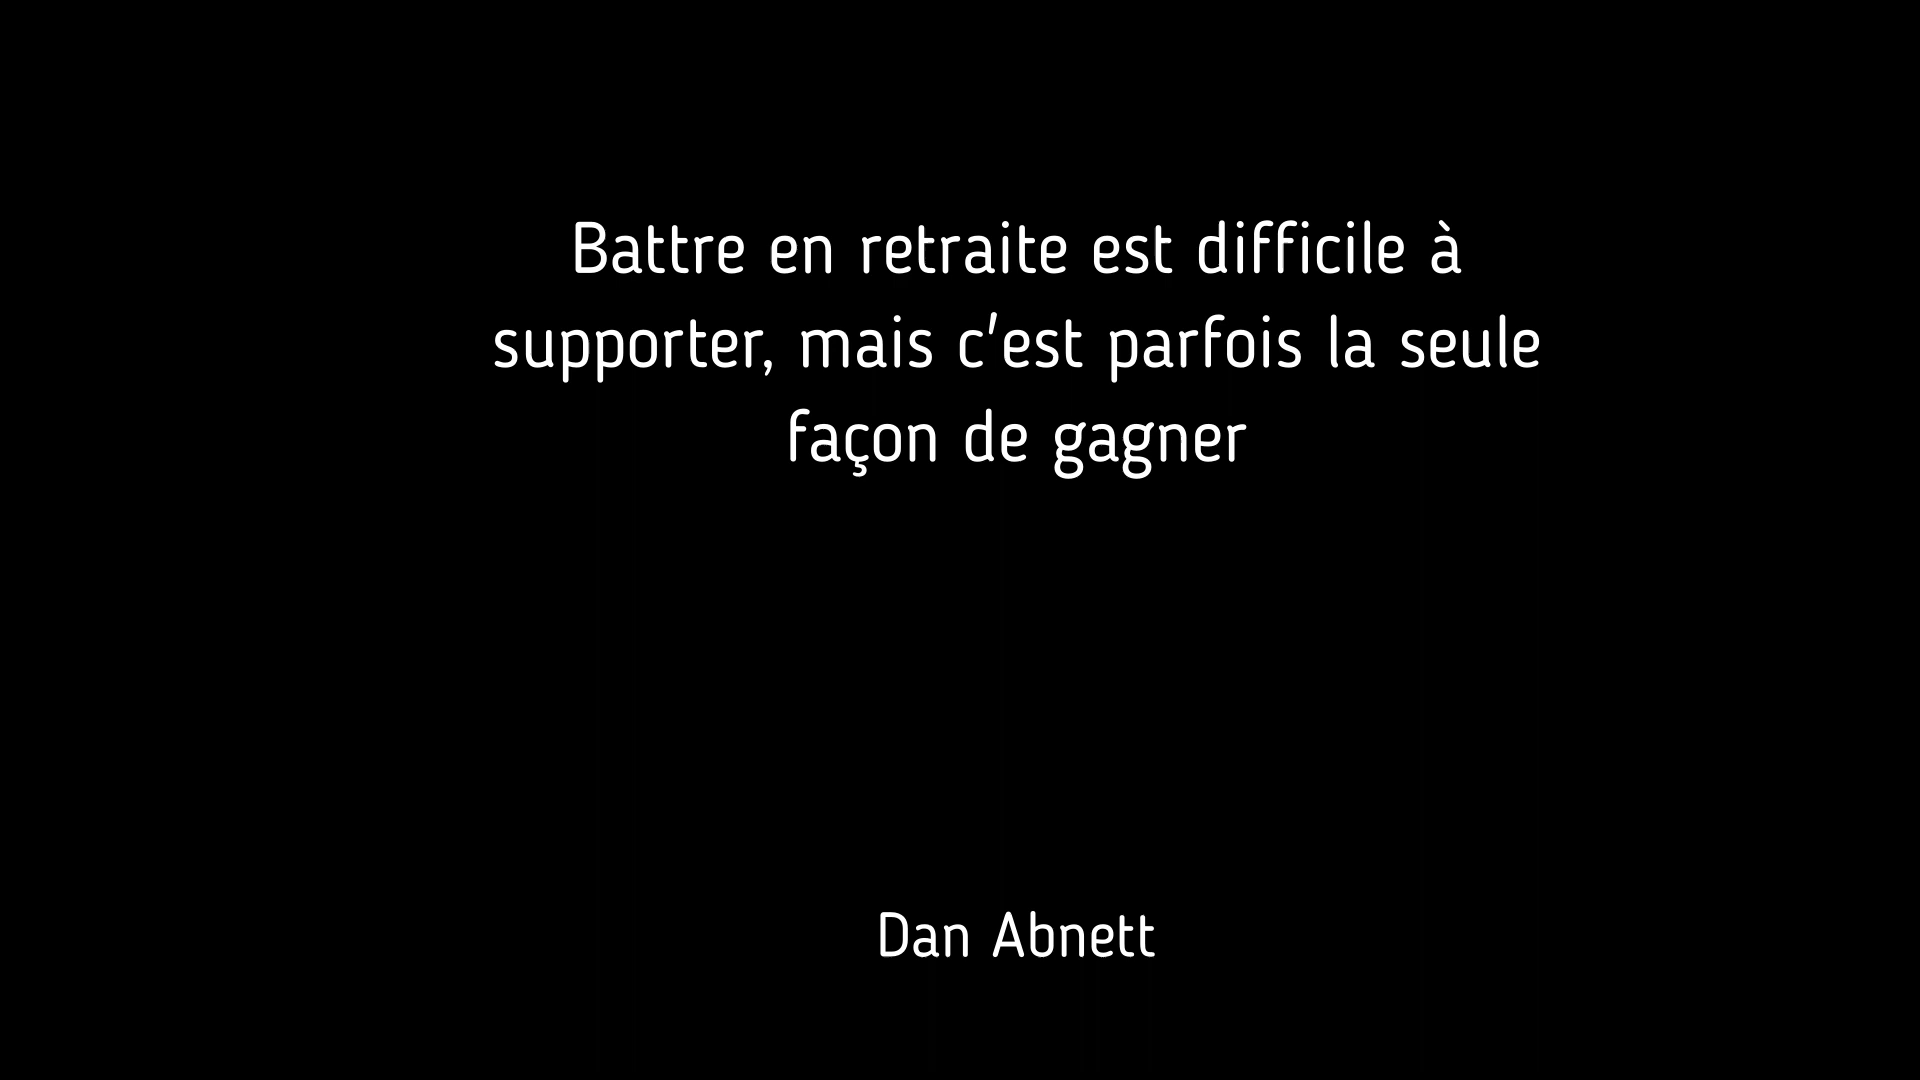 Battre en retraite est difficile à
supporter, mais c'est parfois la seule
façon de gagner
Dan Abnett